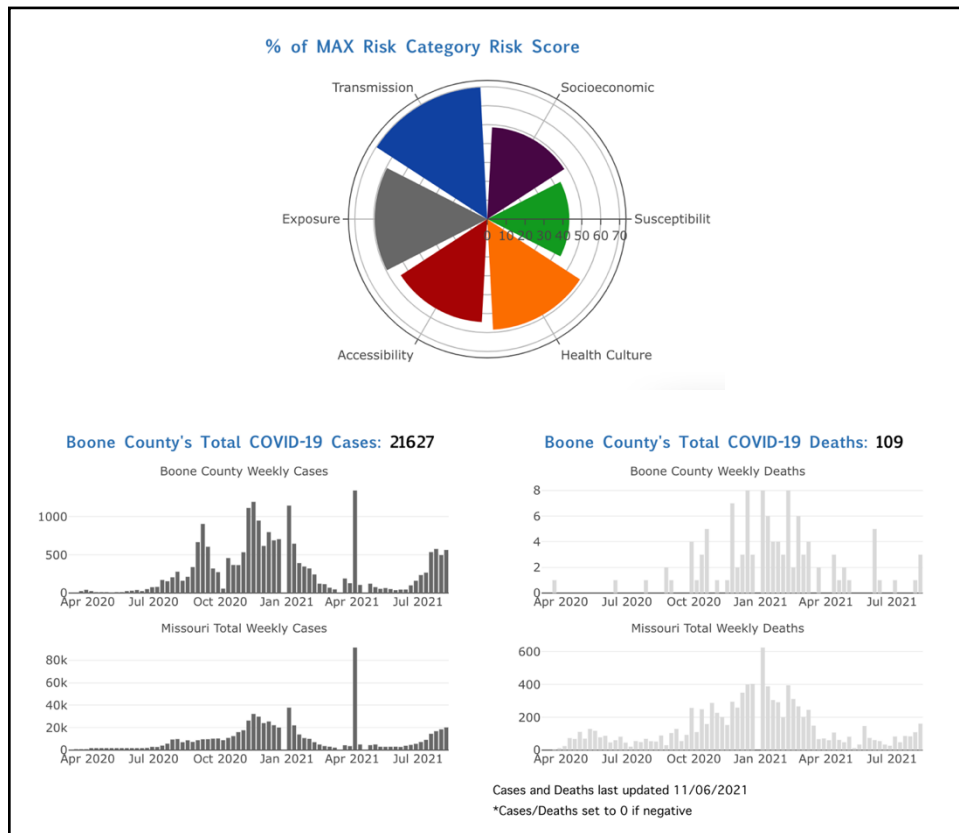 % of MAX Risk Category Risk Score
Transmission
Socioeconomic
Exposure
0 10 20 30 40 50 60 70
Susceptibilit
Accessibility
Health Culture
Boone County's Total COVID-19 Cases: 21627
Boone County Weekly Cases
1000
500
0
Apr 2020 Jul 2020 Oct 2020 Jan 2021 Apr 2021 Jul 2021
Missouri Total Weekly Cases
80k
60k
40k
20k
0
Apr 2020 Jul 2020 Oct 2020 Jan 2021 Apr 2021 Jul 2021
Boone County's Total COVID-19 Deaths: 109
Boone County Weekly Deaths
8
6
4
2
0
Apr 2020 Jul 2020 Oct 2020 Jan 2021 Apr 2021 Jul 2021
Missouri Total Weekly Deaths
600
400
200
0
Apr 2020 Jul 2020 Oct 2020 Jan 2021 Apr 2021 Jul 2021
Cases and Deaths last updated 11/06/2021
*Cases/Deaths set to 0 if negative